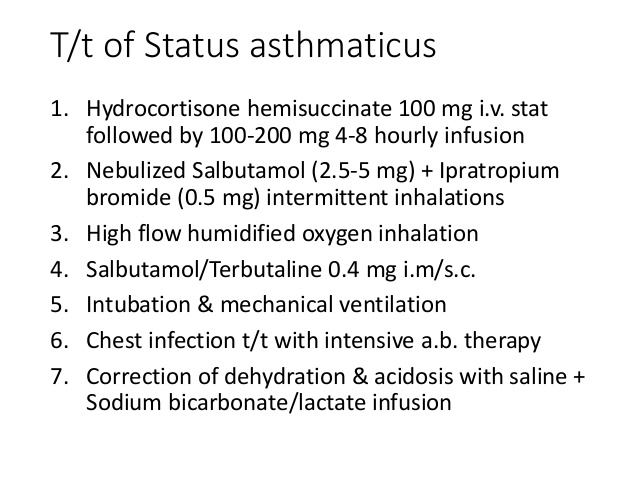 T/t of Status asthmaticus
1. Hydrocortisone hemisuccinate 100 mg i.v. stat
followed by 100-200 mg 4-8 hourly infusion
2. Nebulized Salbutamol (2.5-5 mg) + Ipratropium
bromide (0.5 mg) intermittent inhalations
3. High flow humidified oxygen inhalation
4. Salbutamol/Terbutaline 0.4 mg i.m/s.c.
5. Intubation & mechanical ventilation
6. Chest infection t/t with intensive a.b. therapy
7. Correction of dehydration & acidosis with saline +
Sodium bicarbonate/lactate infusion